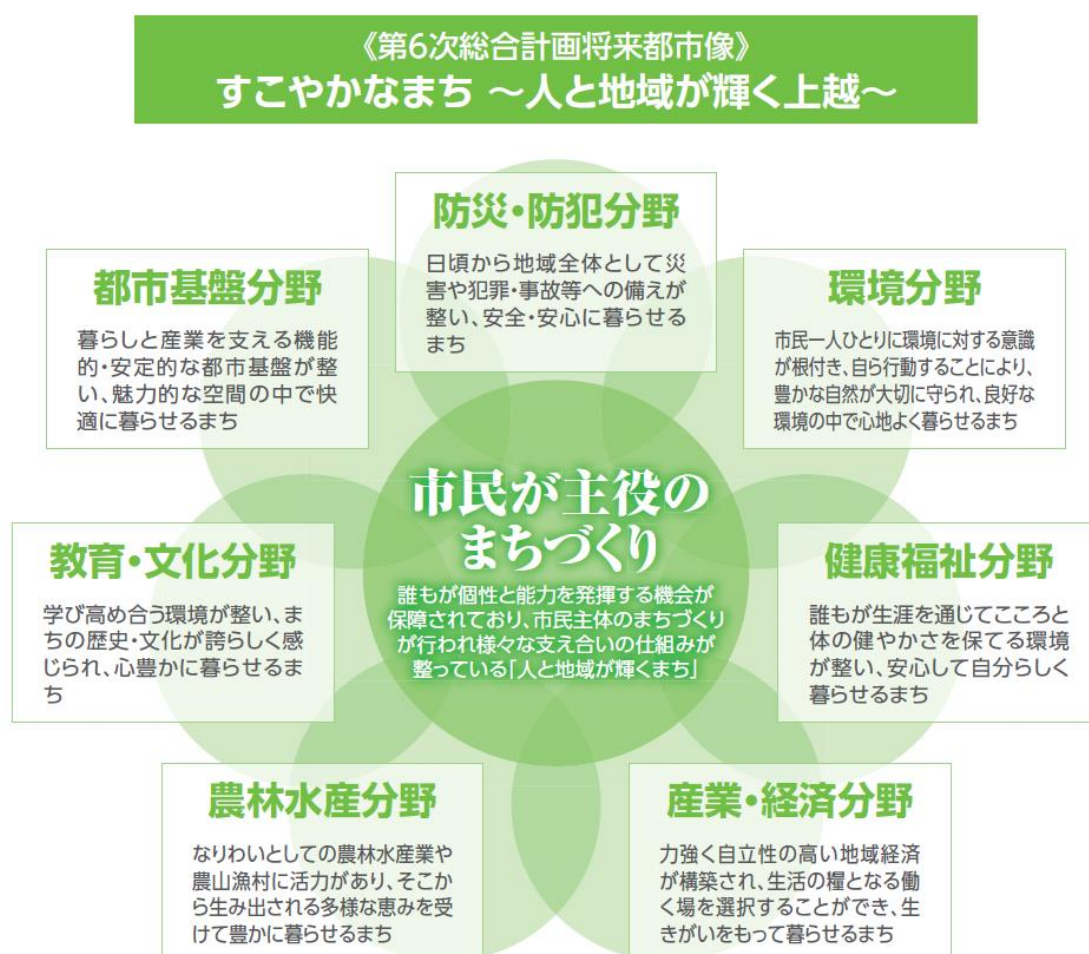 《第6次総合計画将来都市像》
すこやかなまち ～人と地域が輝く上越～
防災・防犯分野
日頃から地域全体として災
害や犯罪・事故等への備えが
整い、安全・安心に暮らせる
まち
都市基盤分野
暮らしと産業を支える機能
的・安定的な都市基盤が整
い、魅力的な空間の中で快
適に暮らせるまち
環境分野
市民一人ひとりに環境に対する意識
が根付き、自ら行動することにより、
豊かな自然が大切に守られ、良好な
環境の中で心地よく暮らせるまち
市民が主役の
まちづくり
誰もが個性と能力を発揮する機会が
保障されており、市民主体のまちづくり
が行われ様々な支え合いの仕組みが
整っている「人と地域が輝くまち」
教育・文化分野
学び高め合う環境が整い、ま
ちの歴史・文化が誇らしく感
じられ、心豊かに暮らせるま
ち
健康福祉分野
誰もが生涯を通じてこころと
体の健やかさを保てる環境
が整い、安心して自分らしく
暮らせるまち
農林水産分野
なりわいとしての農林水産業や
農山漁村に活力があり、そこか
ら生み出される多様な恵みを受
けて豊かに暮らせるまち
産業・経済分野
力強く自立性の高い地域経済
が構築され、生活の糧となる働
く場を選択することができ、生
きがいをもって暮らせるまち